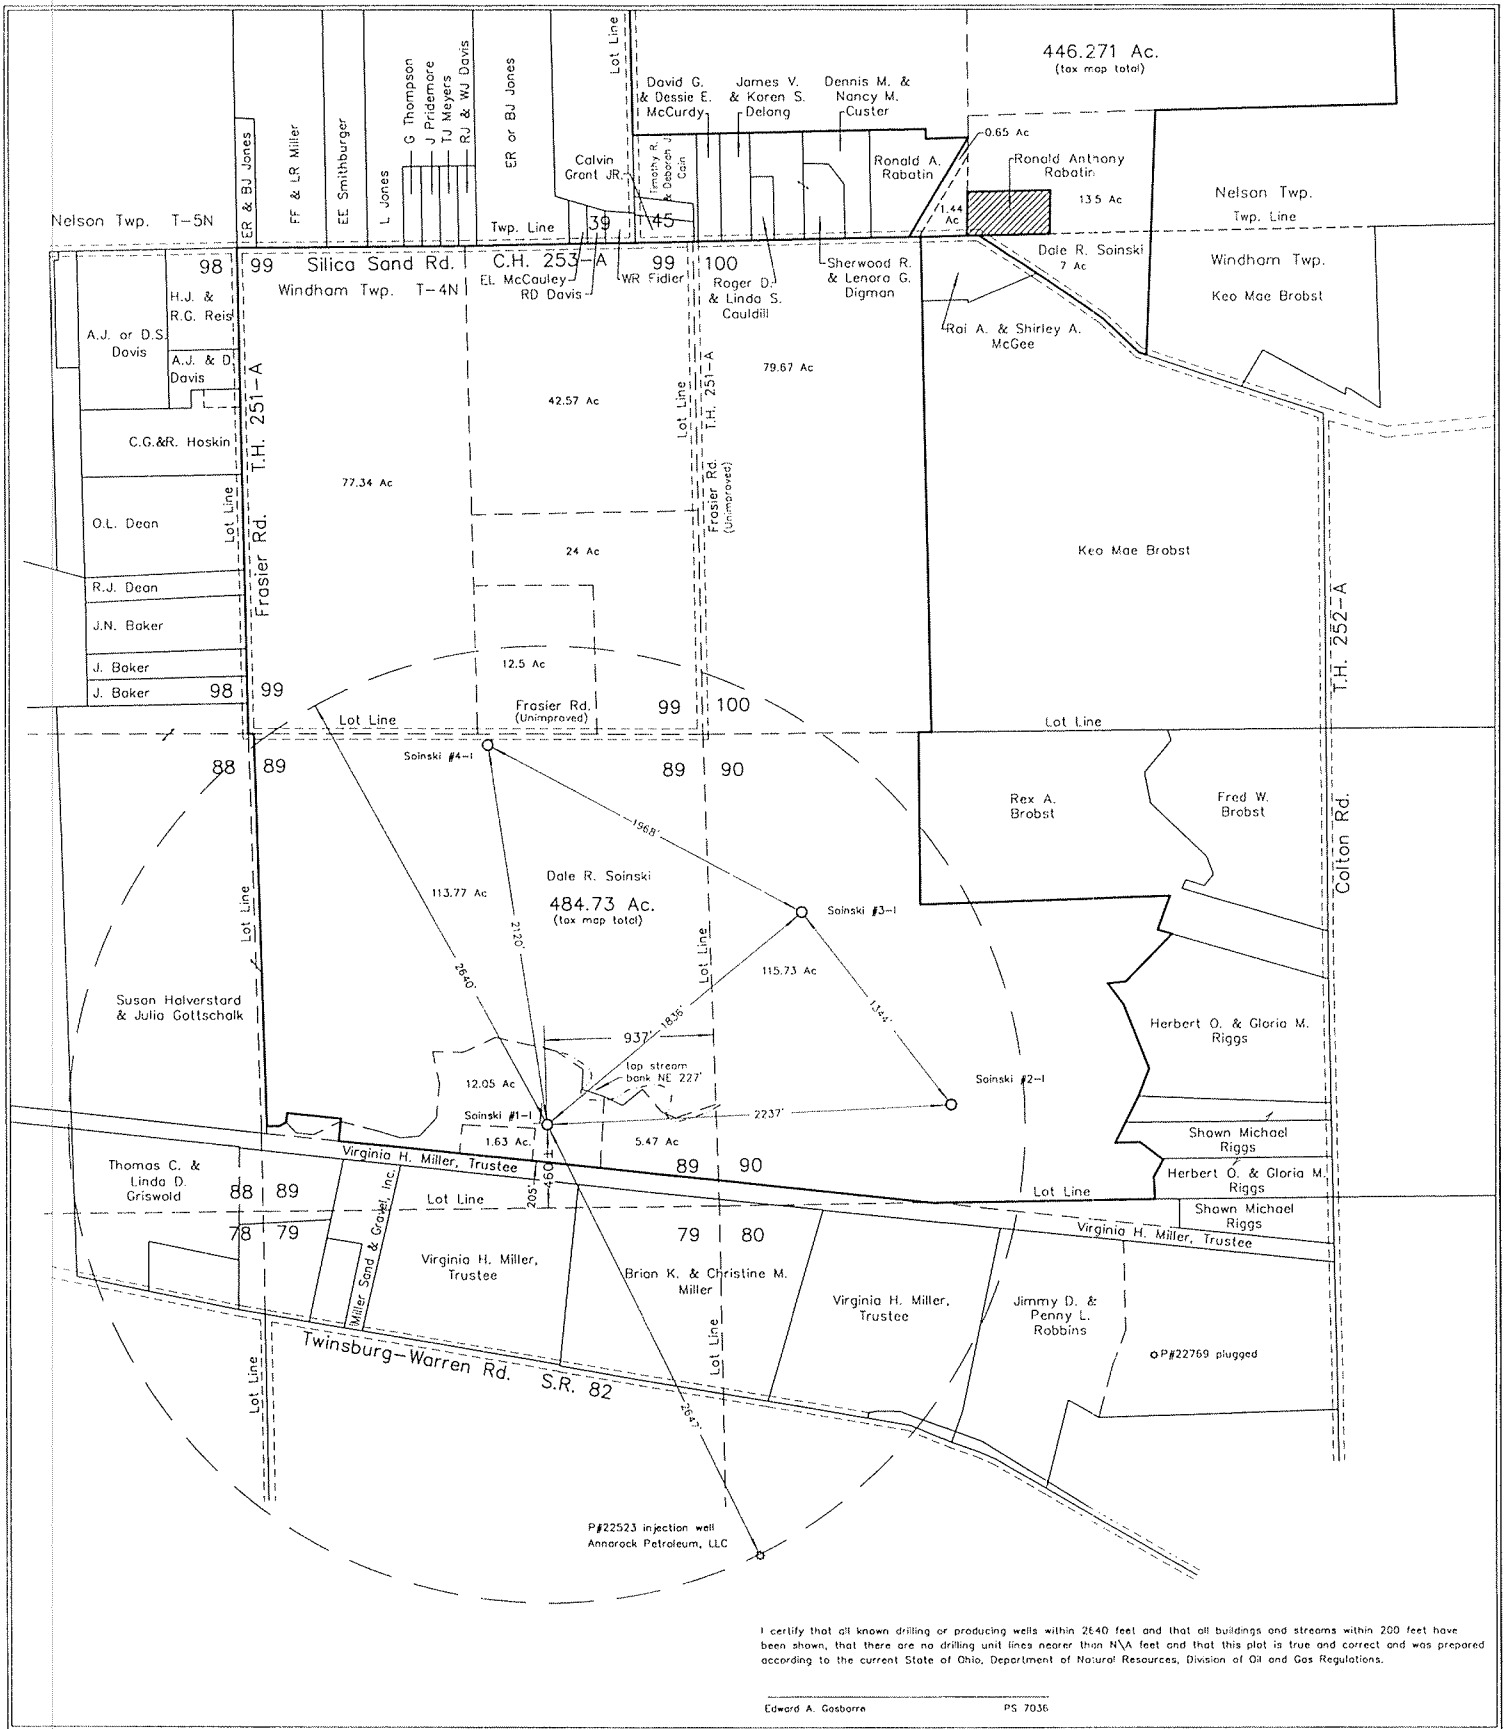 446.271 Ac.
(tax map total)
Lot Line
G Thompson
J Pridemore
TJ Meyers
RJ & WJ Davis
ER or BJ Jones
David G.
& Dessie E.
McCurdy
James V.
& Karen S.
Delong
Dennis M. &
Nancy M.
Custer
ER & BJ Jones
FF & LR Miller
EE Smithburger
L Jones
Calvin
Grant JR.
Timothy R.
& Deborah J
Cain
Ronald A.
Rabatin
0.65 Ac
Ronald Anthony
Rabatin
13.5 Ac
1.44
Ac
Nelson Twp.
Twp. Line
Nelson Twp. T-5N
Twp. Line
39
45
98
99
Silica Sand Rd.
C.H. 253-A
99
100
Windham Twp. T-4N
EL McCauley
RD Davis
WR Fidler
Roger D.
& Linda S.
Cauldill
Sherwood R.
& Lenora G.
Digman
Dale R. Soinski
7 Ac
Windham Twp.
Keo Mae Brobst
Rai A. & Shirley A.
McGee
H.J. &
R.G. Reis
A.J. or D.S.
Davis
A.J. & D.
Davis
C.G.&R. Hoskin
O.L. Dean
R.J. Dean
J.N. Baker
J. Baker
J. Baker
Lot Line
Frasier Rd. T.H. 251-A
77.34 Ac
42.57 Ac
79.67 Ac
Lot Line
T.H. 251-A
Frasier Rd.
(Unimproved)
24 Ac
12.5 Ac
Keo Mae Brobst
T.H. 252-A
98
99
Lot Line
Frasier Rd.
(Unimproved)
99
100
Lot Line
88
89
Soinski #4-I
89
90
Rex A.
Brobst
Fred W.
Brobst
Colton Rd.
1968'
Dale R. Soinski
484.73 Ac.
(tax map total)
113.77 Ac
2120'
2640'
Soinski #3-I
Lot Line
Lot Line
115.73 Ac
1344'
1836'
937'
Susan Halverstard
& Julia Gottschalk
Herbert O. & Gloria M.
Riggs
top stream
bank NE 227'
12.05 Ac
Soinski #1-I
1.63 Ac.
5.47 Ac
2237'
Soinski #2-I
Shawn Michael
Riggs
Herbert O. & Gloria M.
Riggs
Shawn Michael
Riggs
Thomas C. &
Linda D.
Griswold
Virginia H. Miller, Trustee
88
89
89
90
205'
460'±
Lot Line
Lot Line
78
79
79
80
Miller Sand & Gravel, Inc.
Virginia H. Miller,
Trustee
Brian K. & Christine M.
Miller
Virginia H. Miller,
Trustee
Virginia H. Miller, Trustee
Jimmy D. &
Penny L.
Robbins
P#22769 plugged
Lot Line
Twinsburg-Warren Rd. S.R. 82
Lot Line
2647'
P#22523 injection well
Annarock Petroleum, LLC
I certify that all known drilling or producing wells within 2640 feet and that all buildings and streams within 200 feet have
been shown, that there are no drilling unit lines nearer than N\A feet and that this plat is true and correct and was prepared
according to the current State of Ohio, Department of Natural Resources, Division of Oil and Gas Regulations.
Edward A. Gasbarre PS 7036